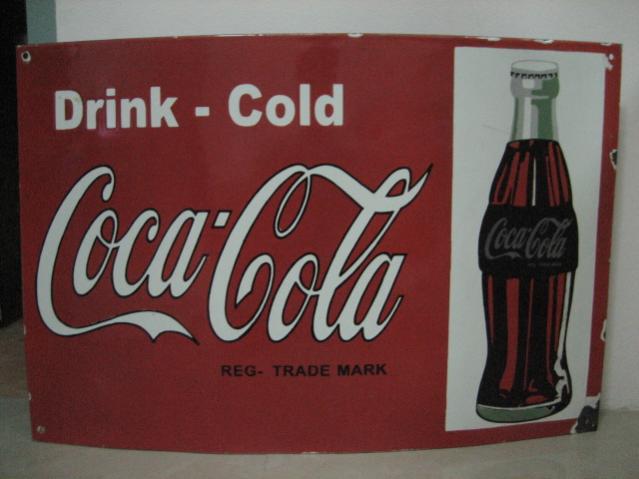 Drink - Cold
Coca-Cola
REG- TRADE MARK
Coca-Cola